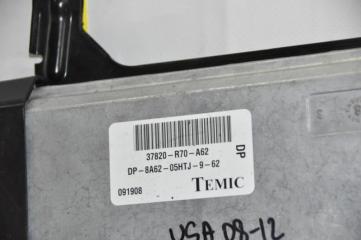 37820-R70-A62
DP-8A62-05HTJ-9-62
DP
091908 TEMIC
USA 08-12